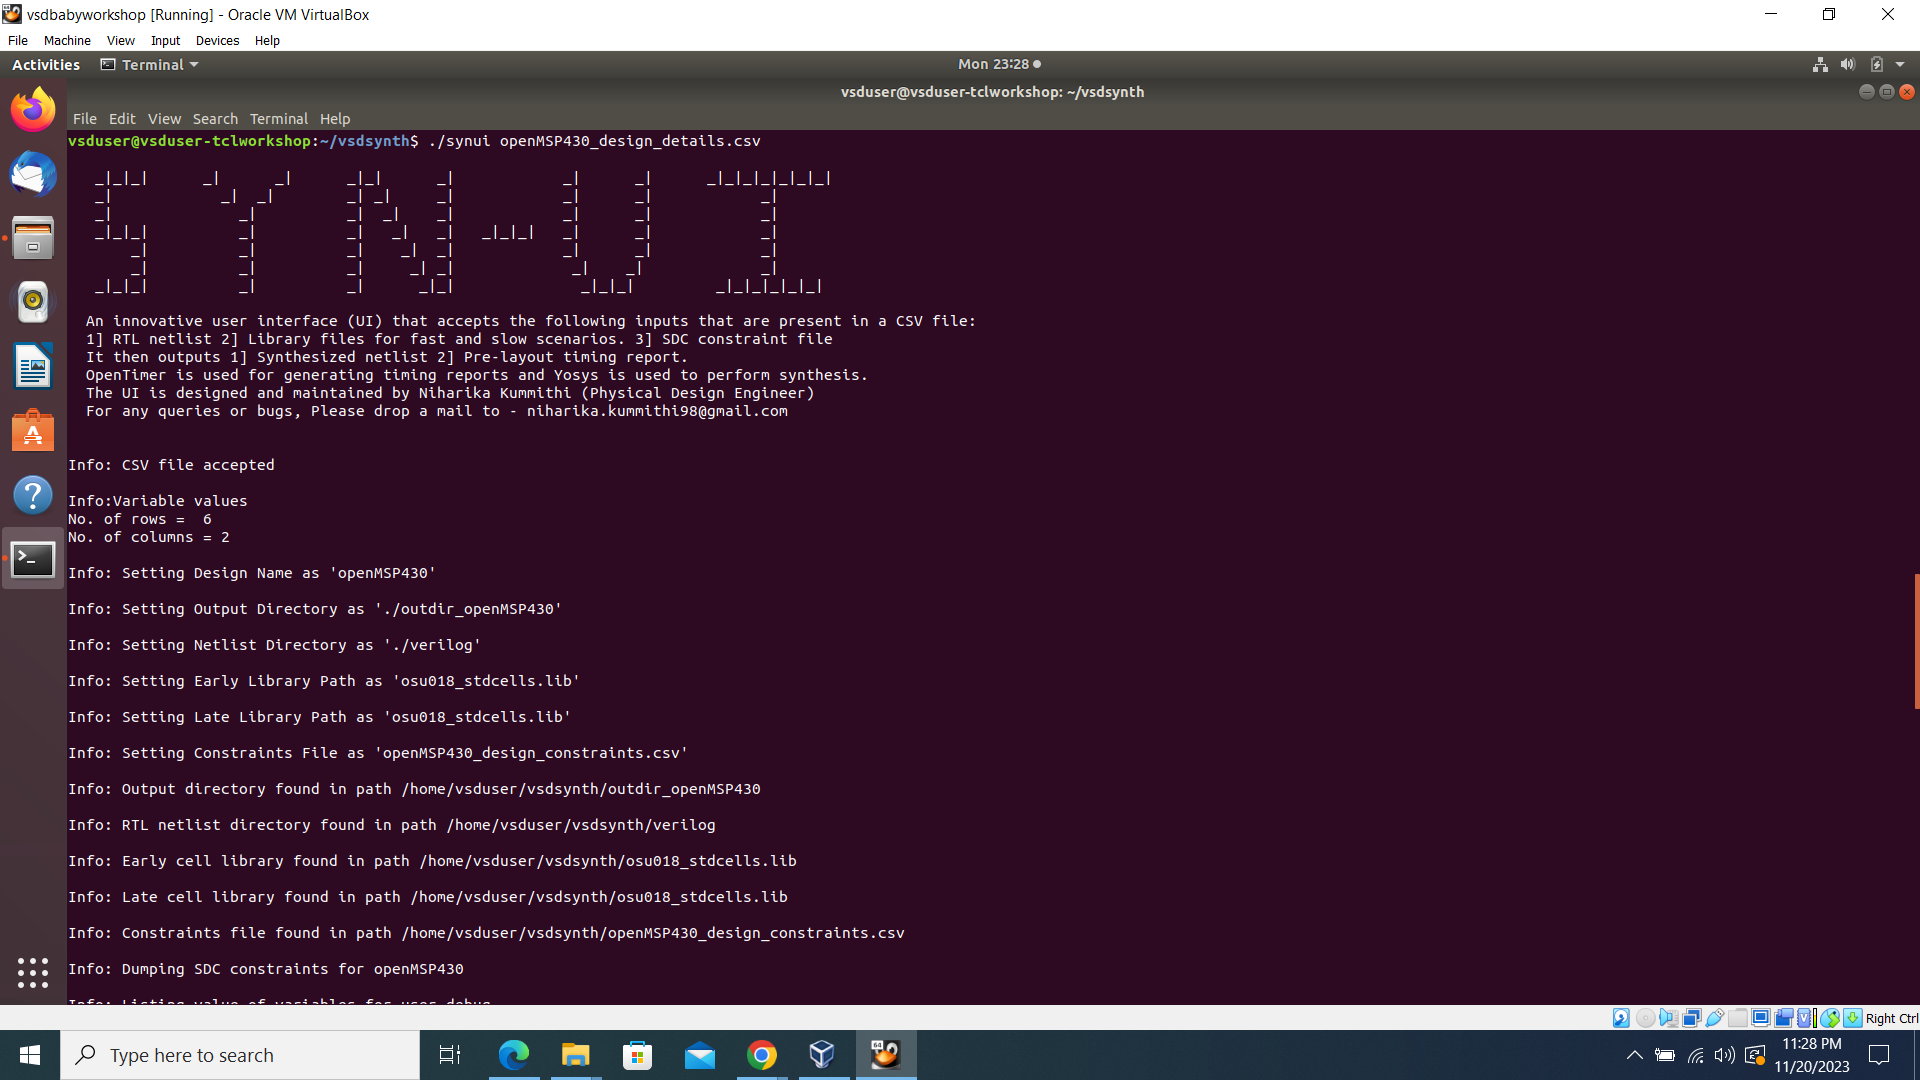 vsdbabyworkshop [Running] - Oracle VM VirtualBox
File Machine View Input Devices Help
Activities Terminal Mon 23:28
vsduser@vsduser-tclworkshop: ~/vsdsynth
File Edit View Search Terminal Help
vsduser@vsduser-tclworkshop:~/vsdsynth$ ./synui openMSP430_design_details.csv
SYN-UI
An innovative user interface (UI) that accepts the following inputs that are present in a CSV file:
1] RTL netlist 2] Library files for fast and slow scenarios. 3] SDC constraint file
It then outputs 1] Synthesized netlist 2] Pre-layout timing report.
OpenTimer is used for generating timing reports and Yosys is used to perform synthesis.
The UI is designed and maintained by Niharika Kummithi (Physical Design Engineer)
For any queries or bugs, Please drop a mail to - niharika.kummithi98@gmail.com
Info: CSV file accepted
Info:Variable values
No. of rows =  6
No. of columns = 2
Info: Setting Design Name as 'openMSP430'
Info: Setting Output Directory as './outdir_openMSP430'
Info: Setting Netlist Directory as './verilog'
Info: Setting Early Library Path as 'osu018_stdcells.lib'
Info: Setting Late Library Path as 'osu018_stdcells.lib'
Info: Setting Constraints File as 'openMSP430_design_constraints.csv'
Info: Output directory found in path /home/vsduser/vsdsynth/outdir_openMSP430
Info: RTL netlist directory found in path /home/vsduser/vsdsynth/verilog
Info: Early cell library found in path /home/vsduser/vsdsynth/osu018_stdcells.lib
Info: Late cell library found in path /home/vsduser/vsdsynth/osu018_stdcells.lib
Info: Constraints file found in path /home/vsduser/vsdsynth/openMSP430_design_constraints.csv
Info: Dumping SDC constraints for openMSP430
Info: Listing value of variables for user debug
Right Ctrl
Type here to search
11:28 PM
11/20/2023